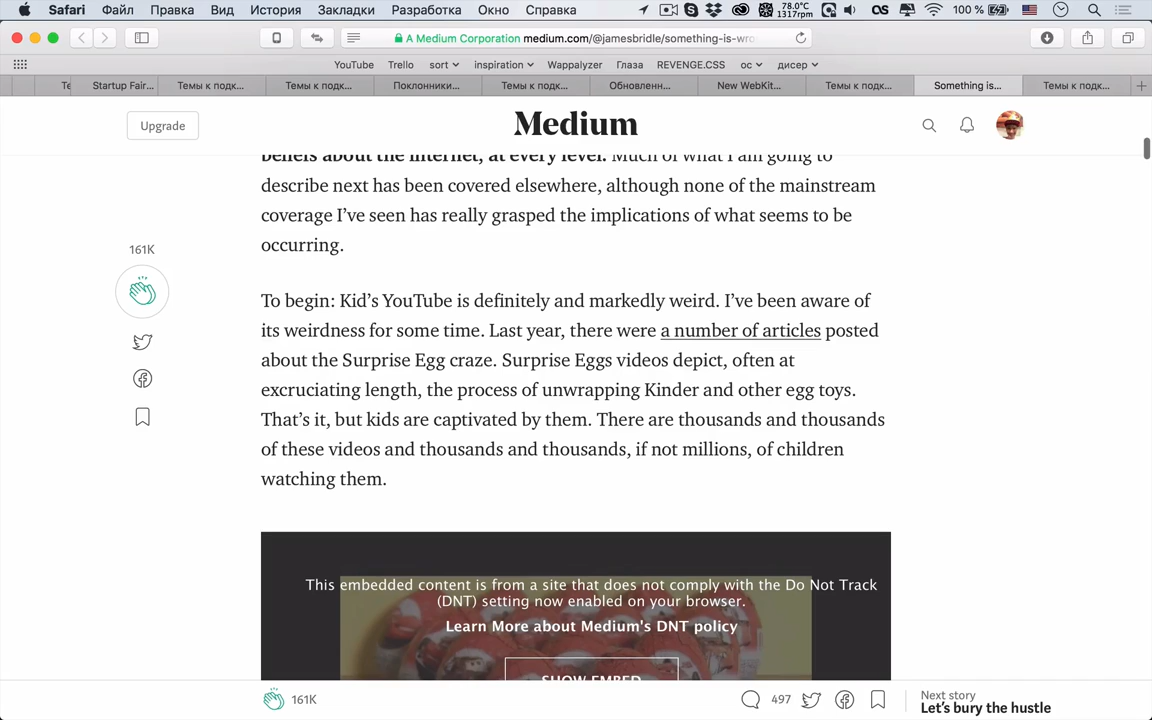 Safari Файл Правка Вид История Закладки Разработка Окно Справка 78.0°C 1317rpm 100 %
A Medium Corporation medium.com/@jamesbridle/something-is-wro
YouTube Trello sort inspiration Wappalyzer Глаза REVENGE.CSS ос дисер
Те Startup Fair... Темы к подк... Темы к подк... Поклонники... Темы к подк... Обновленн... New WebKit... Темы к подк... Something is... Темы к подк...
Upgrade
Medium
beliefs about the internet, at every level. Much of what I am going to
describe next has been covered elsewhere, although none of the mainstream
coverage I've seen has really grasped the implications of what seems to be
occurring.
161K
To begin: Kid's YouTube is definitely and markedly weird. I've been aware of
its weirdness for some time. Last year, there were a number of articles posted
about the Surprise Egg craze. Surprise Eggs videos depict, often at
excruciating length, the process of unwrapping Kinder and other egg toys.
That's it, but kids are captivated by them. There are thousands and thousands
of these videos and thousands and thousands, if not millions, of children
watching them.
This embedded content is from a site that does not comply with the Do Not Track
(DNT) setting now enabled on your browser.
Learn More about Medium's DNT policy
SHOW EMBED
161K
497
Next story
Let's bury the hustle